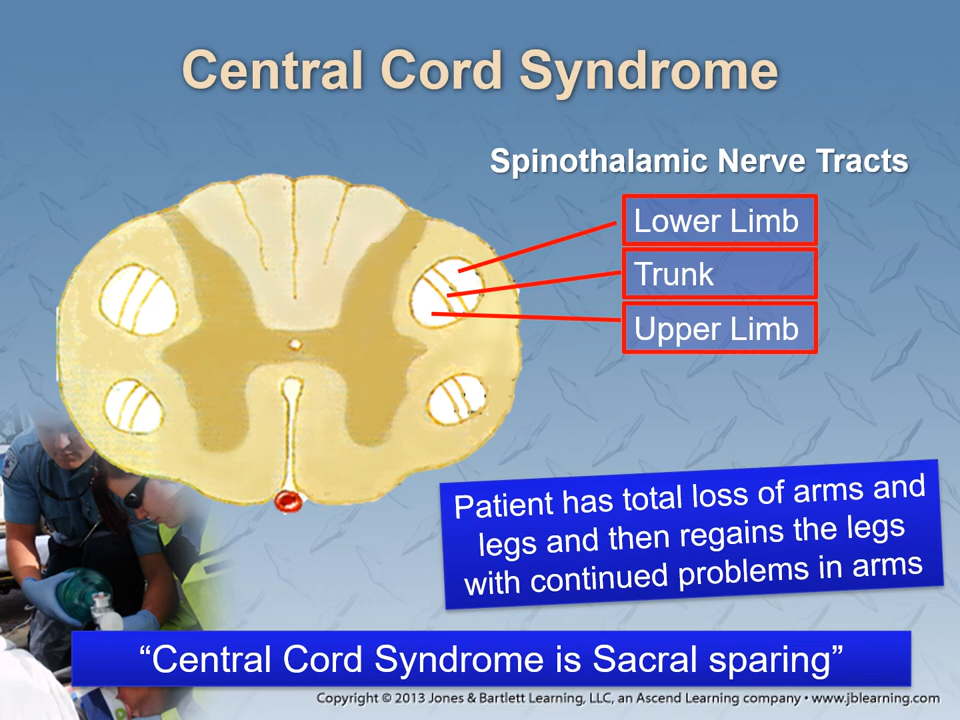 Central Cord Syndrome
Spinothalamic Nerve Tracts
Lower Limb
Trunk
Upper Limb
Patient has total loss of arms and
legs and then regains the legs
with continued problems in arms
“Central Cord Syndrome is Sacral sparing”
Copyright © 2013 Jones & Bartlett Learning, LLC, an Ascend Learning company • www.jblearning.com